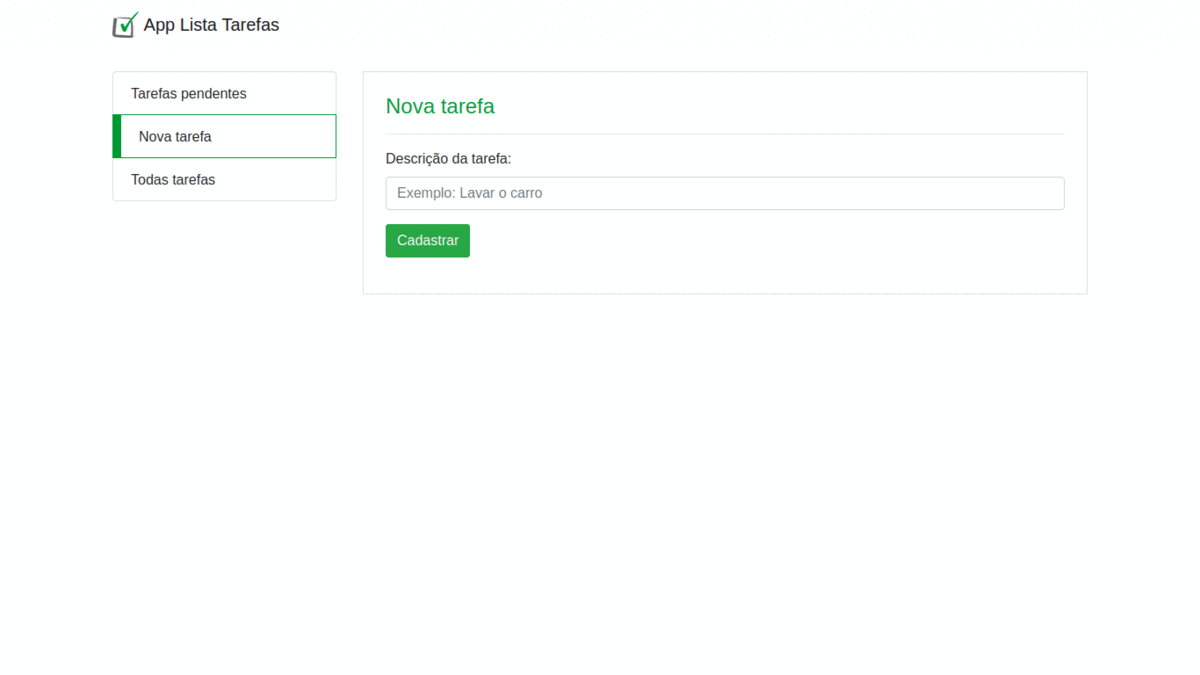 App Lista Tarefas
Tarefas pendentes
Nova tarefa
Todas tarefas
Nova tarefa
Descrição da tarefa:
Exemplo: Lavar o carro
Cadastrar